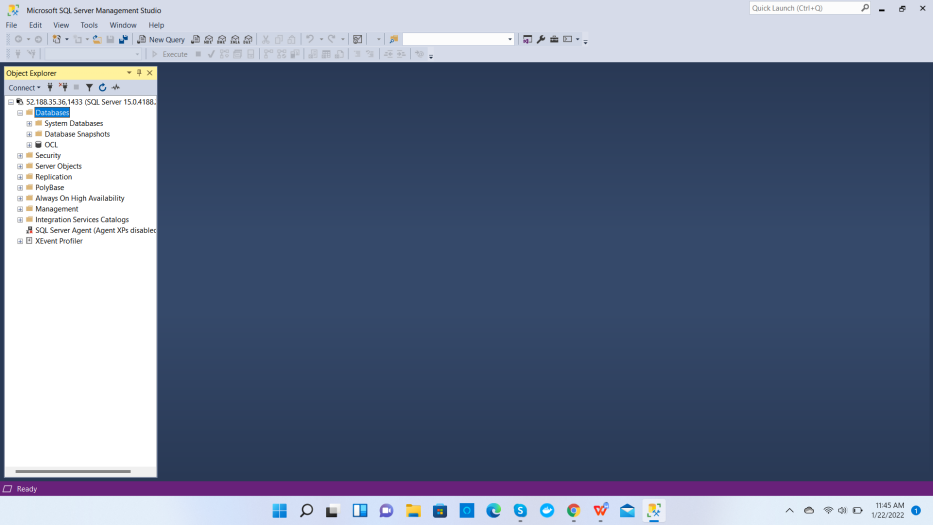 Microsoft SQL Server Management Studio
Quick Launch (Ctrl+Q)
File Edit View Tools Window Help
New Query
Execute
Object Explorer
Connect
52.188.35.36,1433 (SQL Server 15.0.4188.
Databases
System Databases
Database Snapshots
OCL
Security
Server Objects
Replication
PolyBase
Always On High Availability
Management
Integration Services Catalogs
SQL Server Agent (Agent XPs disabled
XEvent Profiler
Ready
11:45 AM
1/22/2022
1